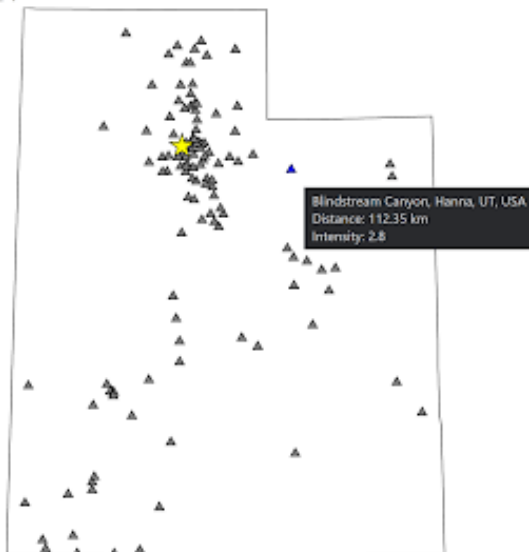 Blindstream Canyon, Hanna, UT, USA
Distance: 112.35 km
Intensity: 2.8